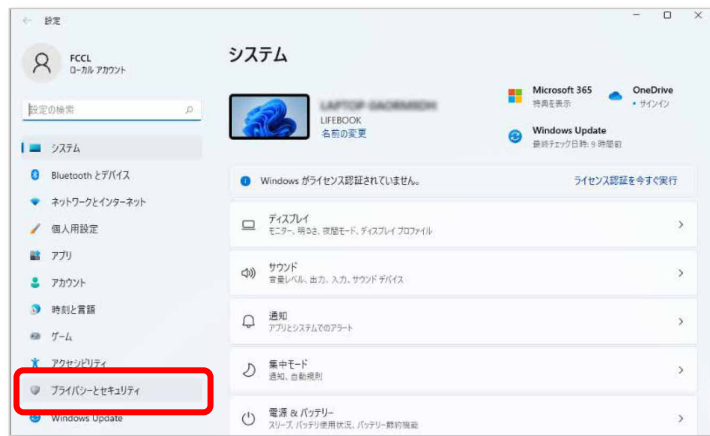 設定
FCCL
ローカル アカウント
設定の検索
システム
Bluetooth とデバイス
ネットワークとインターネット
個人用設定
アプリ
アカウント
時刻と言語
ゲーム
アクセシビリティ
プライバシーとセキュリティ
Windows Update
システム
LIFEBOOK
名前の変更
Microsoft 365
特典を表示
OneDrive
• サインイン
Windows Update
最終チェック日時: 9 時間前
Windows がライセンス認証されていません。
ライセンス認証を今すぐ実行
ディスプレイ
モニター、明るさ、夜間モード、ディスプレイ プロファイル
サウンド
音量レベル、出力、入力、サウンド デバイス
通知
アプリとシステムでのアラート
集中モード
通知、自動規則
電源 & バッテリー
スリープ、バッテリ使用状況、バッテリー節約機能